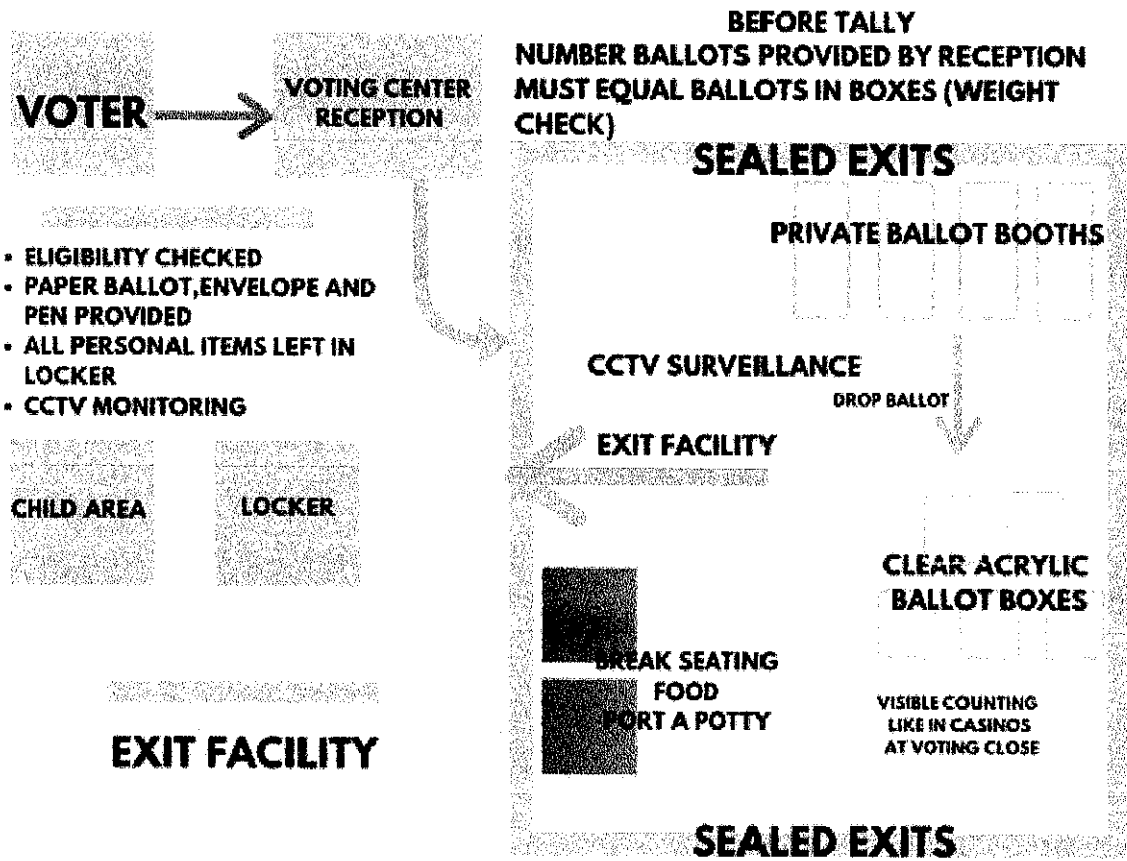 BEFORE TALLY
NUMBER BALLOTS PROVIDED BY RECEPTION
MUST EQUAL BALLOTS IN BOXES (WEIGHT
CHECK)
VOTER
VOTING CENTER
RECEPTION
• ELIGIBILITY CHECKED
• PAPER BALLOT,ENVELOPE AND
PEN PROVIDED
• ALL PERSONAL ITEMS LEFT IN
LOCKER
• CCTV MONITORING
CHILD AREA
LOCKER
EXIT FACILITY
SEALED EXITS
PRIVATE BALLOT BOOTHS
CCTV SURVEILLANCE
DROP BALLOT
EXIT FACILITY
CLEAR ACRYLIC
BALLOT BOXES
BREAK SEATING
FOOD
PORT A POTTY
VISIBLE COUNTING
LIKE IN CASINOS
AT VOTING CLOSE
SEALED EXITS